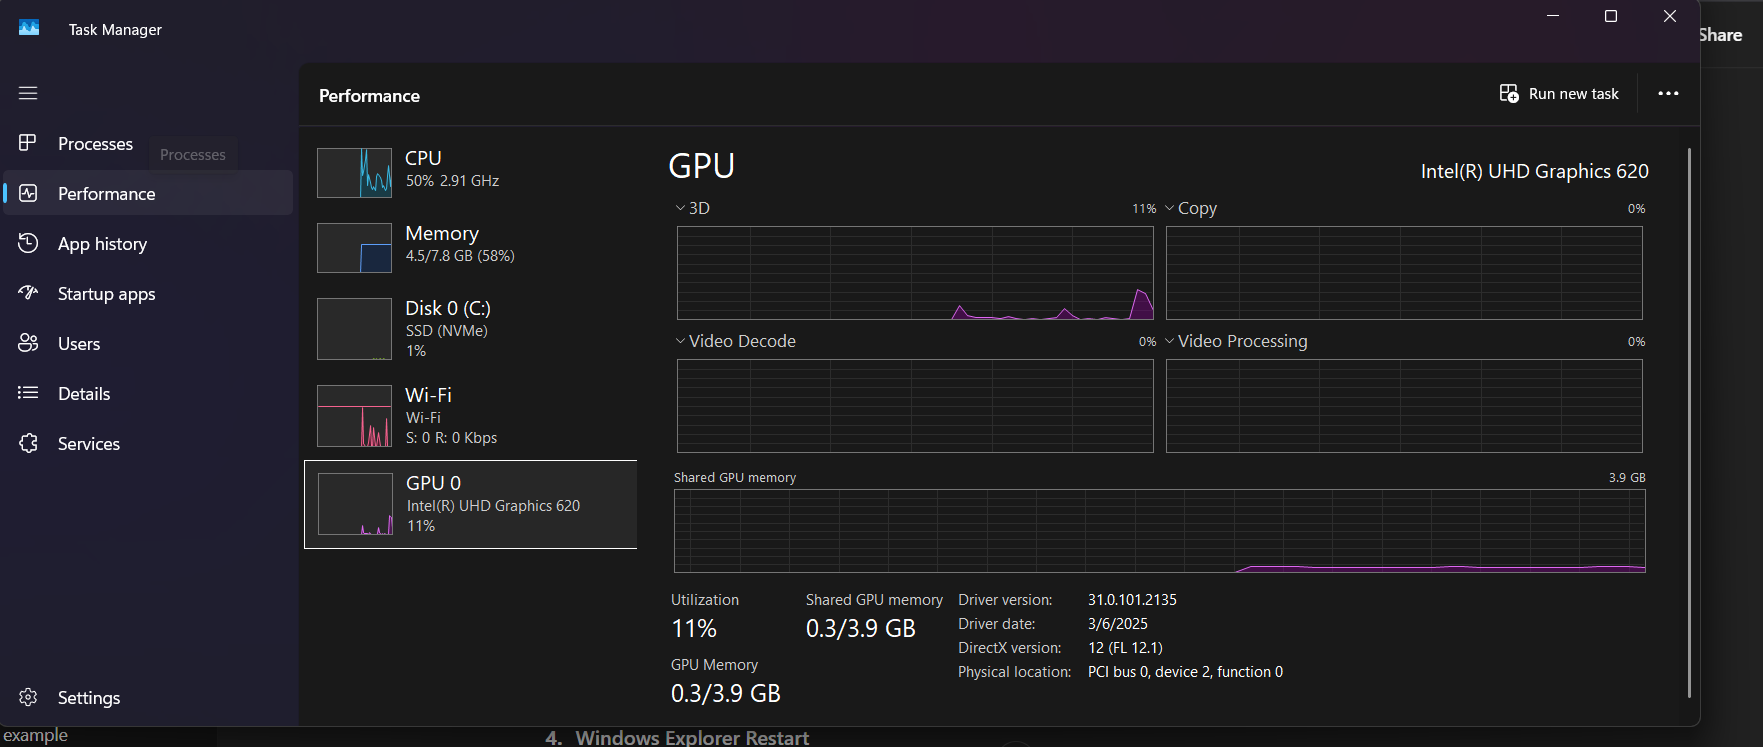 Task Manager
Share
Performance
Run new task
Processes
Processes
Performance
App history
Startup apps
Users
Details
Services
Settings
CPU
50% 2.91 GHz
Memory
4.5/7.8 GB (58%)
Disk 0 (C:)
SSD (NVMe)
1%
Wi-Fi
Wi-Fi
S: 0 R: 0 Kbps
GPU 0
Intel(R) UHD Graphics 620
11%
GPU
Intel(R) UHD Graphics 620
3D 11%
Copy 0%
Video Decode 0%
Video Processing 0%
Shared GPU memory 3.9 GB
Utilization
11%
Shared GPU memory
0.3/3.9 GB
GPU Memory
0.3/3.9 GB
Driver version: 31.0.101.2135
Driver date: 3/6/2025
DirectX version: 12 (FL 12.1)
Physical location: PCI bus 0, device 2, function 0
example
4. Windows Explorer Restart